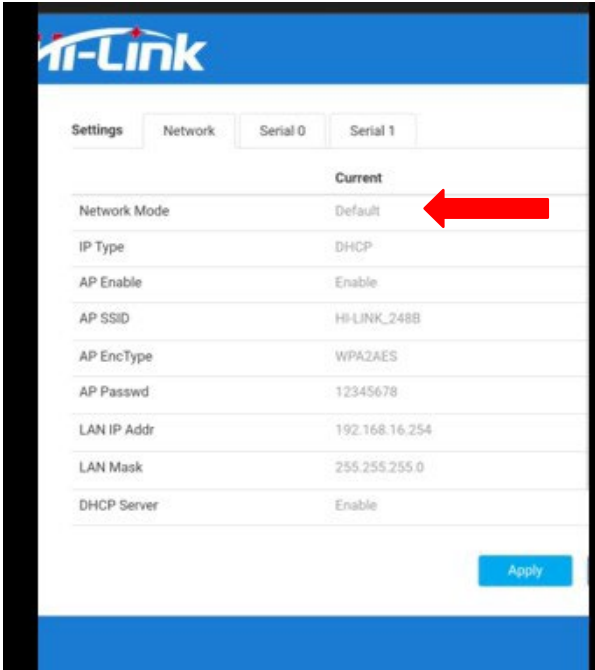 Hi-Link
Settings Network Serial 0 Serial 1
Current
Network Mode Default
IP Type DHCP
AP Enable Enable
AP SSID HI-LINK_248B
AP EncType WPA2AES
AP Passwd 12345678
LAN IP Addr 192.168.16.254
LAN Mask 255.255.255.0
DHCP Server Enable
Apply